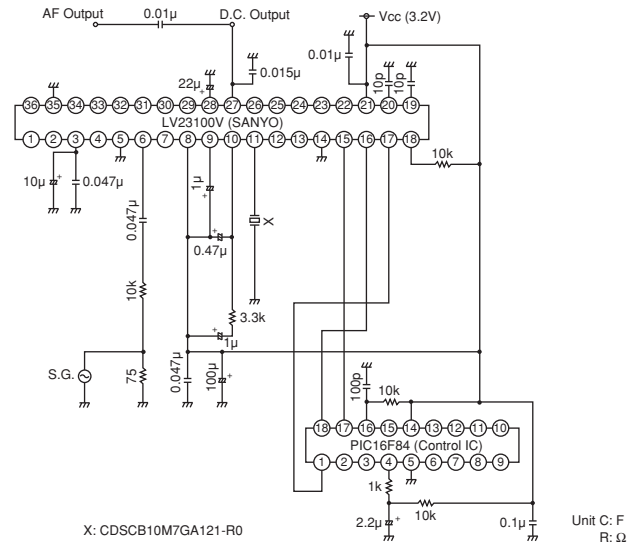 AF Output
0.01µ
D.C. Output
Vcc (3.2V)
0.01µ
0.015µ
22µ
+
10p
10p
36 35 34 33 32 31 30 29 28 27 26 25 24 23 22 21 20 19
LV23100V (SANYO)
1 2 3 4 5 6 7 8 9 10 11 12 13 14 15 16 17 18
10k
10µ
+
0.047µ
0.047µ
1µ
+
X
+
0.47µ
10k
3.3k
+
1µ
S.G.
75
0.047µ
100µ
+
100p
10k
18 17 16 15 14 13 12 11 10
PIC16F84 (Control IC)
1 2 3 4 5 6 7 8 9
1k
10k
2.2µ
+
0.1µ
X: CDSCB10M7GA121-R0
Unit C: F
R: Ω